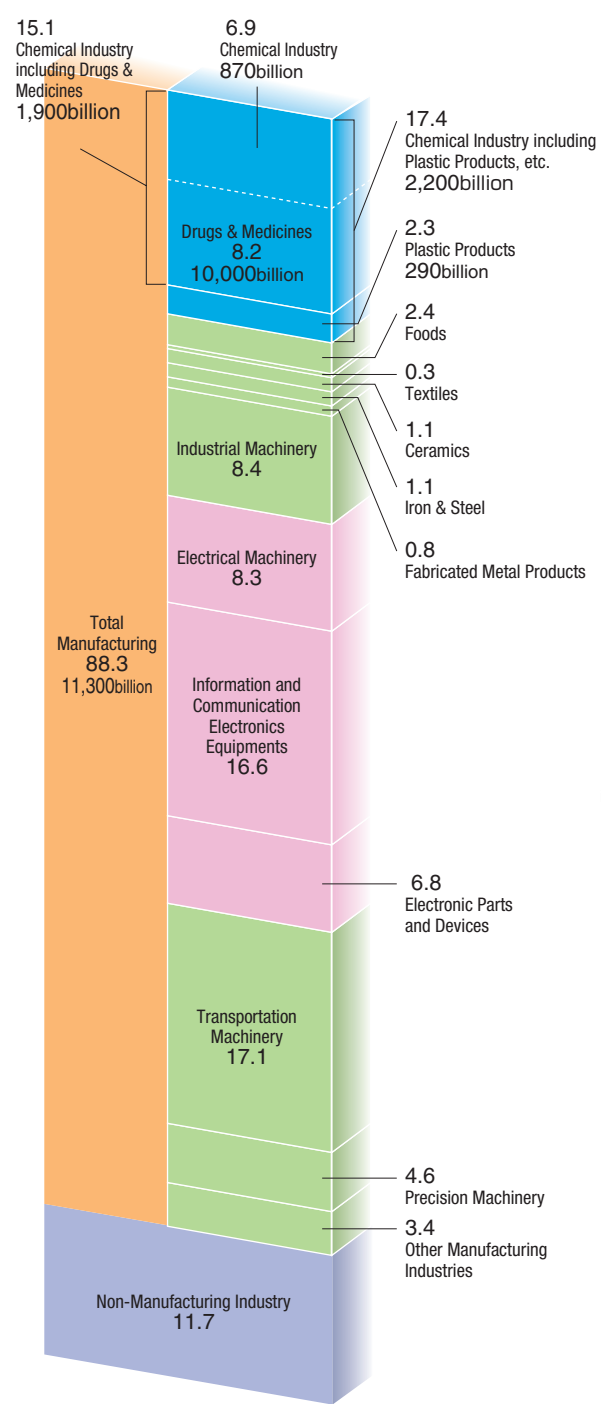 15.1
Chemical Industry
including Drugs &
Medicines
1,900billion
6.9
Chemical Industry
870billion
17.4
Chemical Industry including
Plastic Products, etc.
2,200billion
Drugs & Medicines
8.2
10,000billion
2.3
Plastic Products
290billion
2.4
Foods
0.3
Textiles
1.1
Ceramics
1.1
Iron & Steel
0.8
Fabricated Metal Products
Industrial Machinery
8.4
Electrical Machinery
8.3
Total
Manufacturing
88.3
11,300billion
Information and
Communication
Electronics
Equipments
16.6
6.8
Electronic Parts
and Devices
Transportation
Machinery
17.1
4.6
Precision Machinery
3.4
Other Manufacturing
Industries
Non-Manufacturing Industry
11.7